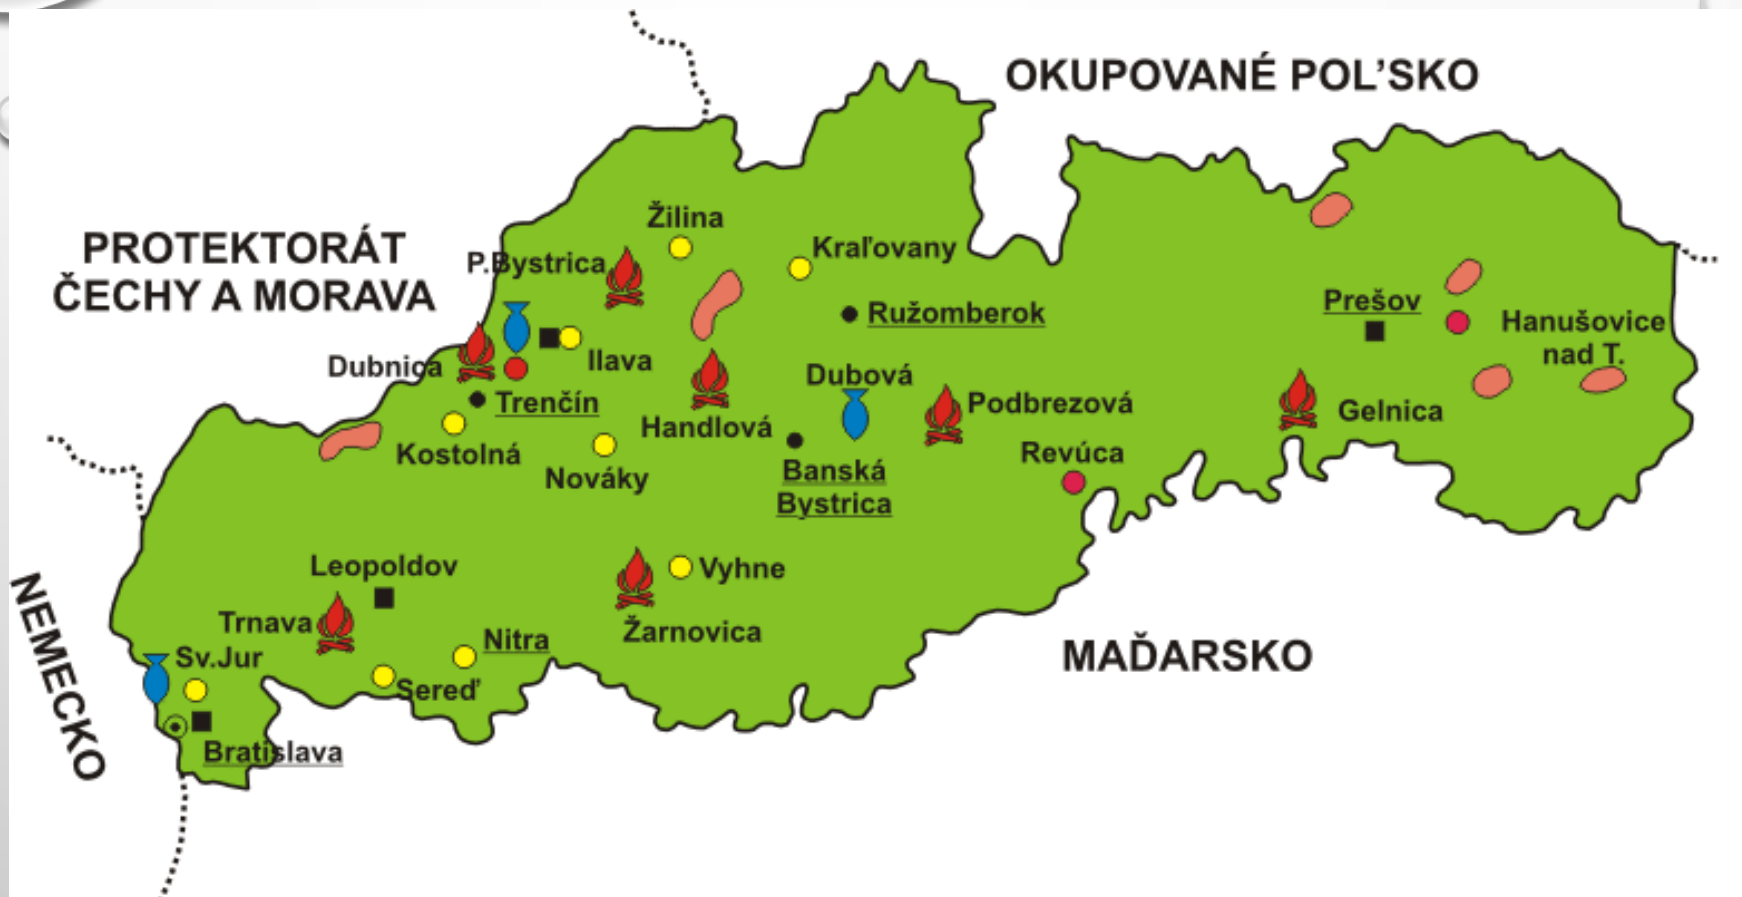 OKUPOVANÉ POĽSKO
PROTEKTORÁT
ČECHY A MORAVA
Žilina
Kraľovany
P.Bystrica
Ružomberok
Prešov
Hanušovice
nad T.
Ilava
Dubnica
Dubová
Trenčín
Podbrezová
Gelnica
Handlová
Kostolná
Revúca
Nováky
Banská
Bystrica
Leopoldov
Vyhne
NEMECKO
Trnava
Žarnovica
Nitra
Sv.Jur
MAĎARSKO
Sereď
Bratislava